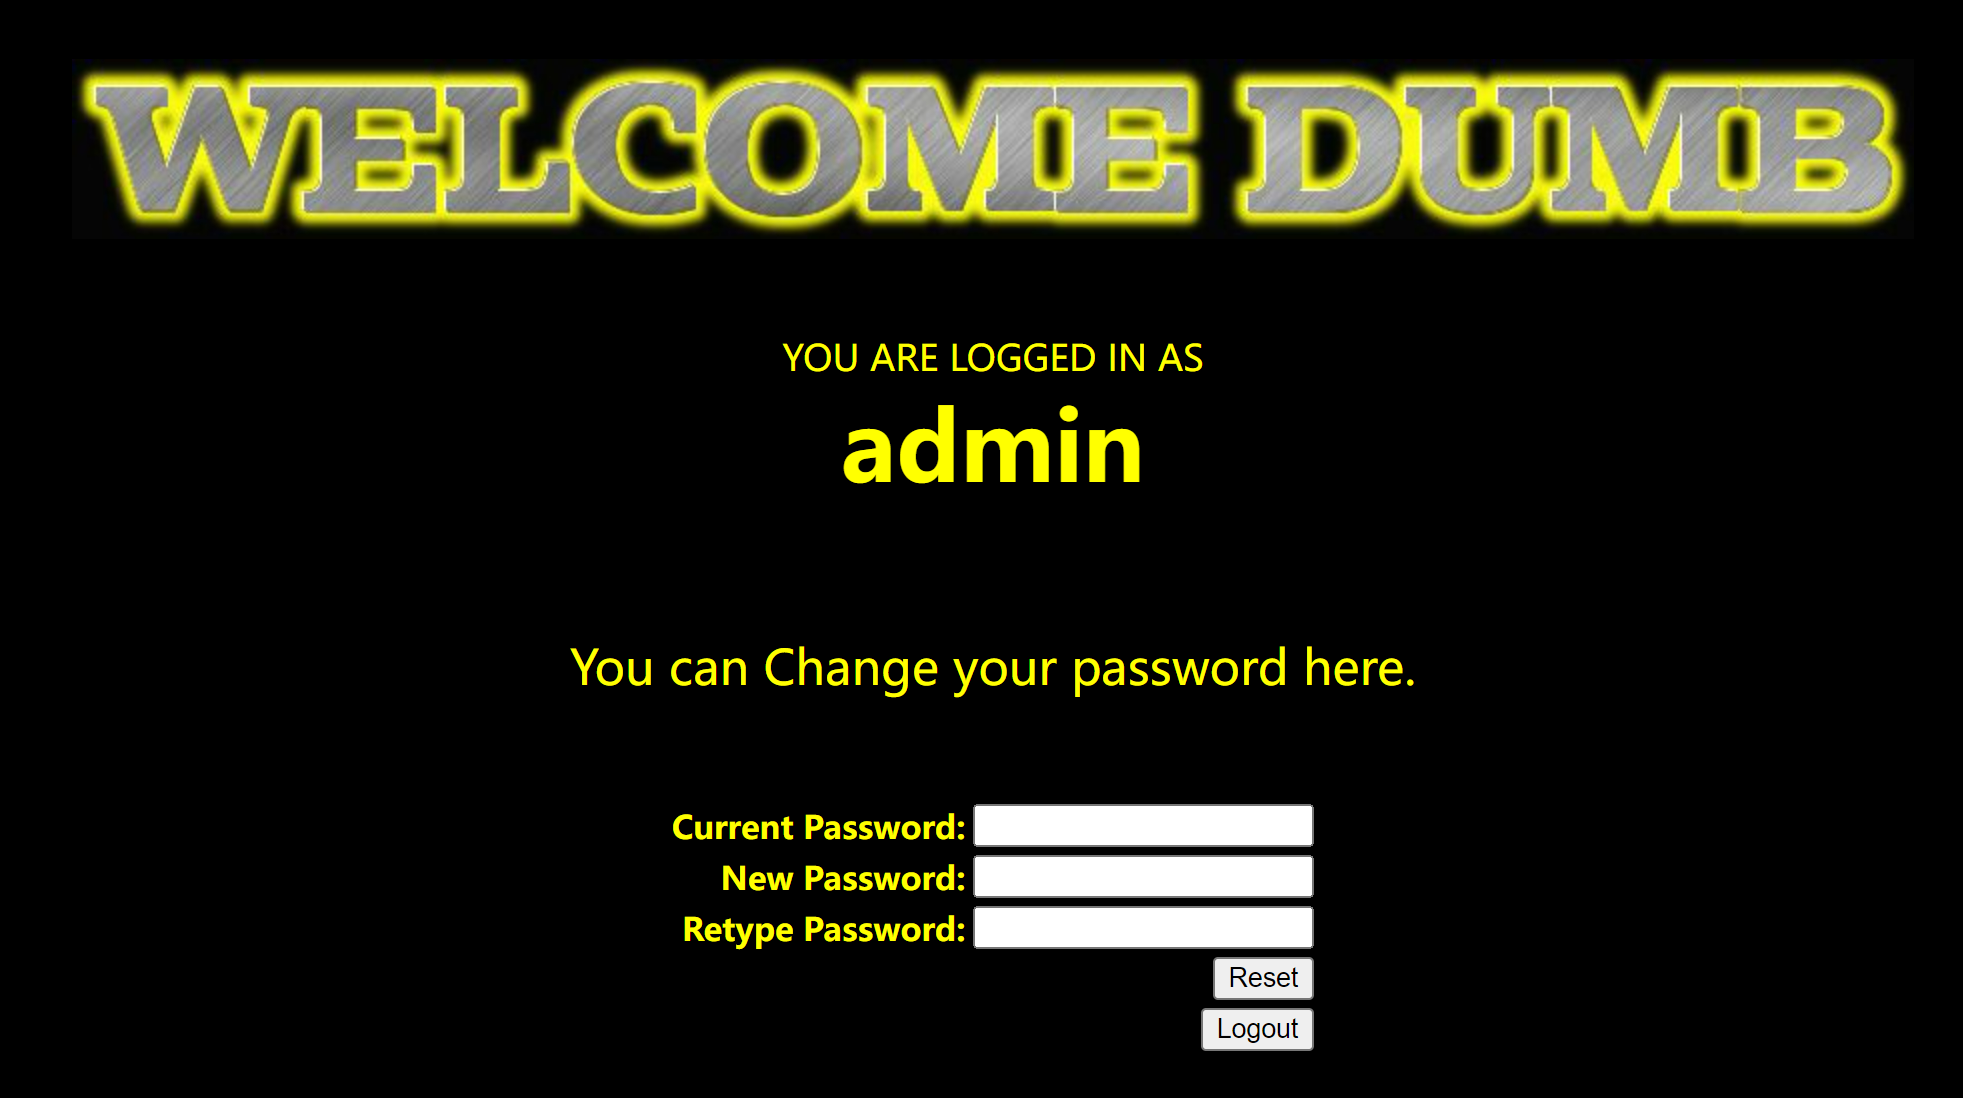 WELCOME DUMB
YOU ARE LOGGED IN AS
admin
You can Change your password here.
Current Password:
New Password:
Retype Password:
Reset
Logout